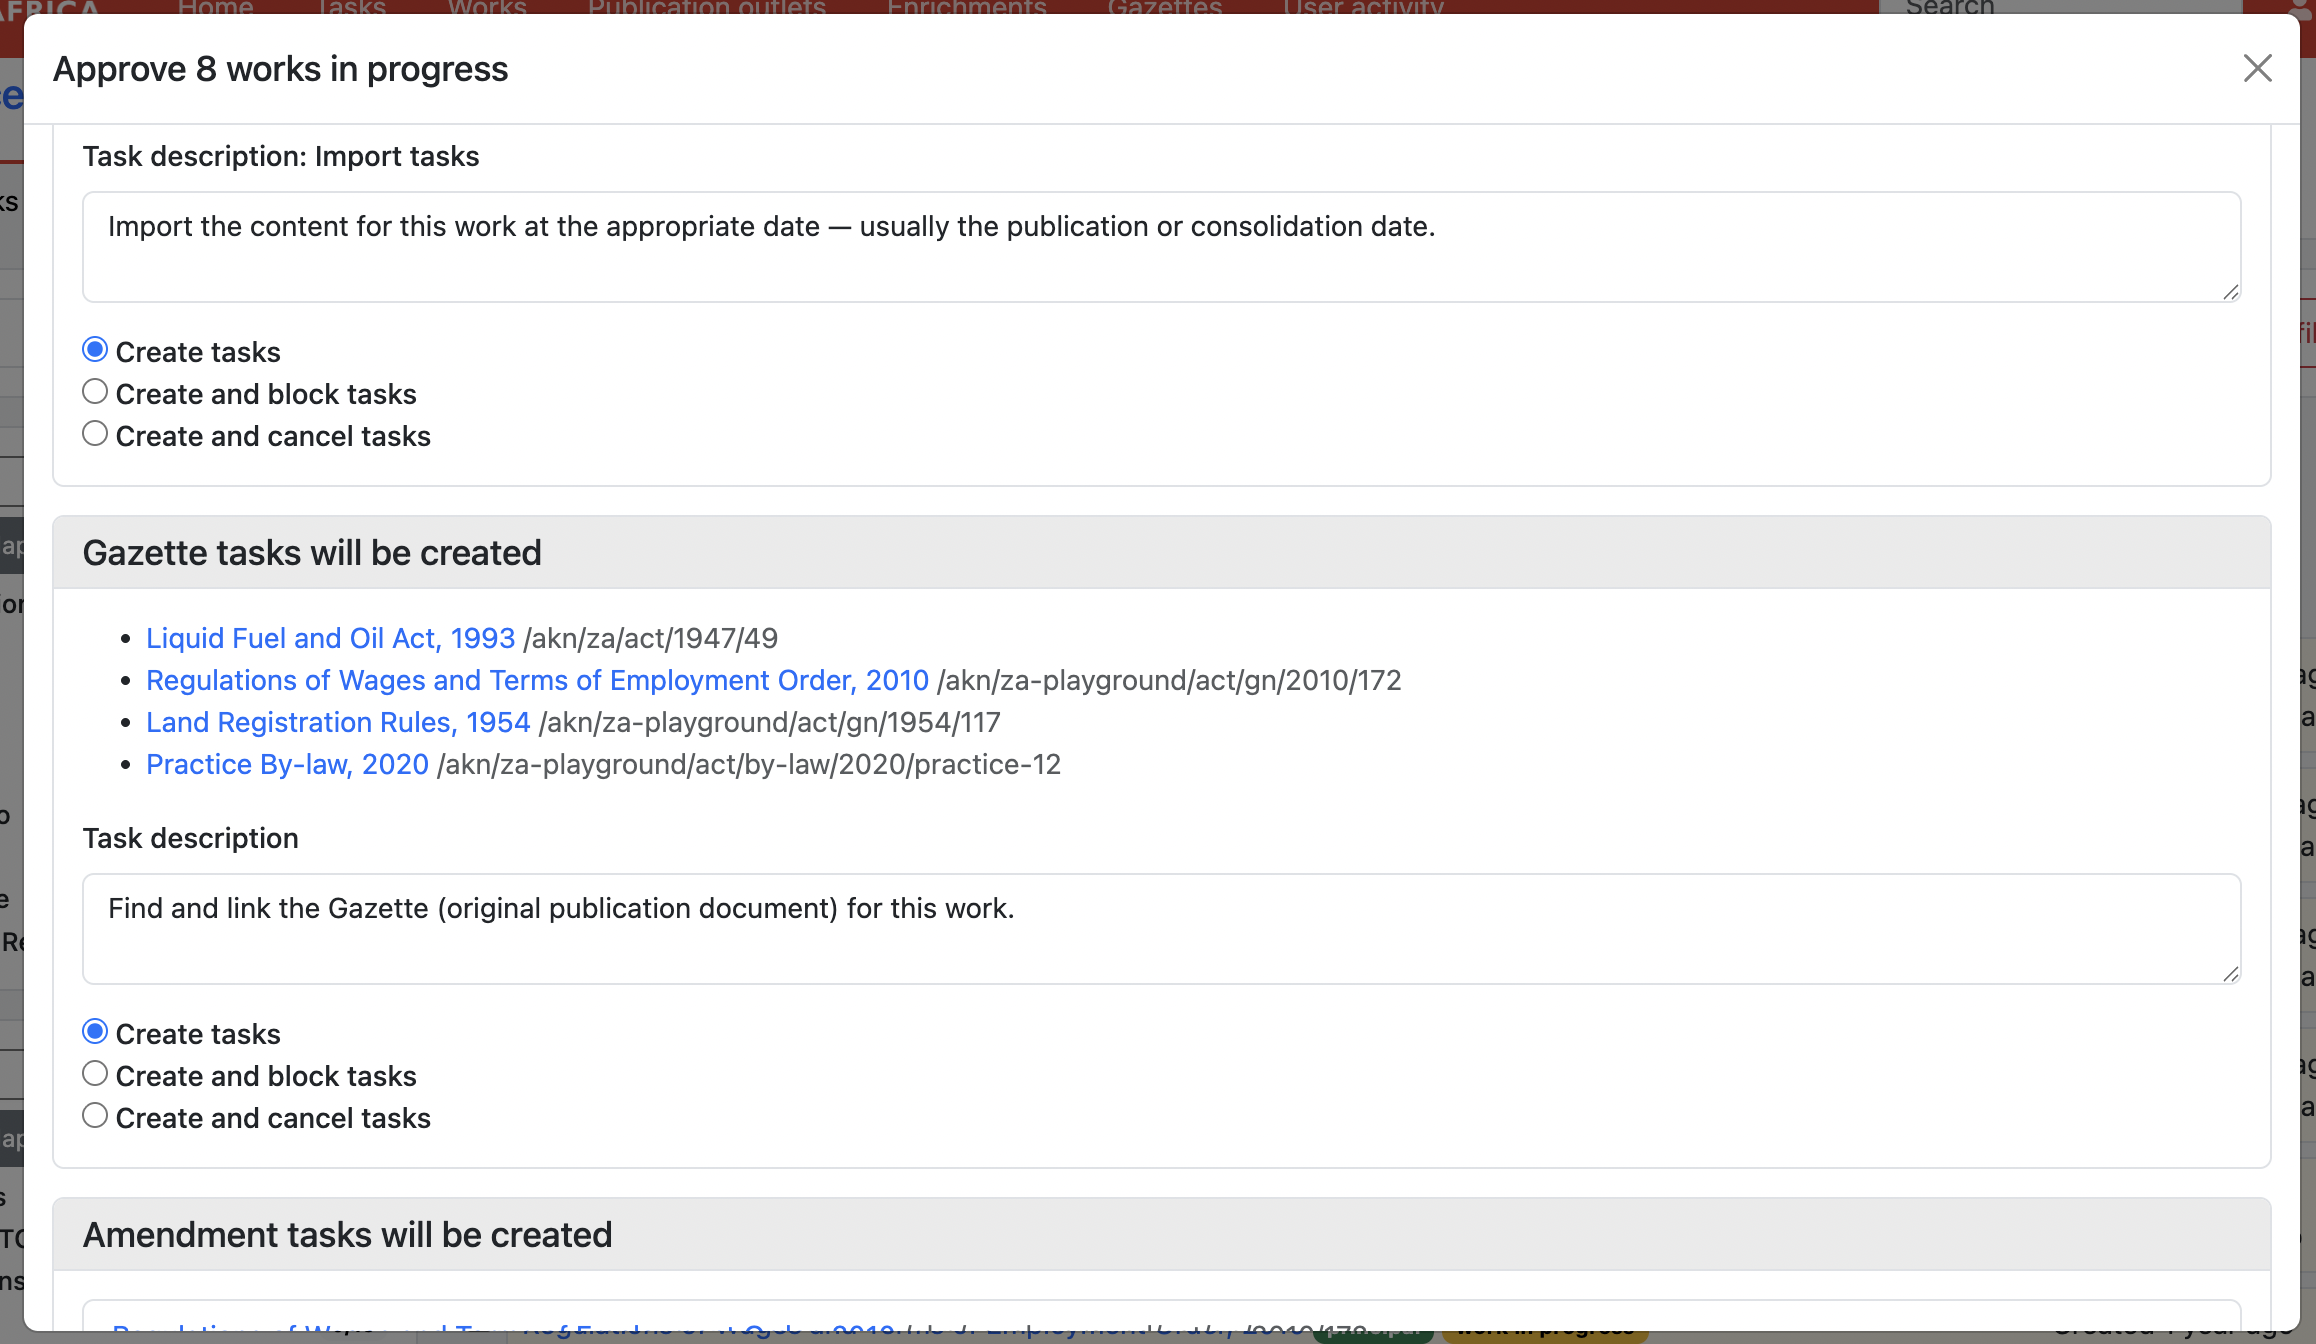 AFRICA Home Tasks Works Publication outlets Enrichments Gazettes User activity Search
Approve 8 works in progress
Task description: Import tasks
Import the content for this work at the appropriate date — usually the publication or consolidation date.
Create tasks
Create and block tasks
Create and cancel tasks
Gazette tasks will be created
Liquid Fuel and Oil Act, 1993 /akn/za/act/1947/49
Regulations of Wages and Terms of Employment Order, 2010 /akn/za-playground/act/gn/2010/172
Land Registration Rules, 1954 /akn/za-playground/act/gn/1954/117
Practice By-law, 2020 /akn/za-playground/act/by-law/2020/practice-12
Task description
Find and link the Gazette (original publication document) for this work.
Create tasks
Create and block tasks
Create and cancel tasks
Amendment tasks will be created